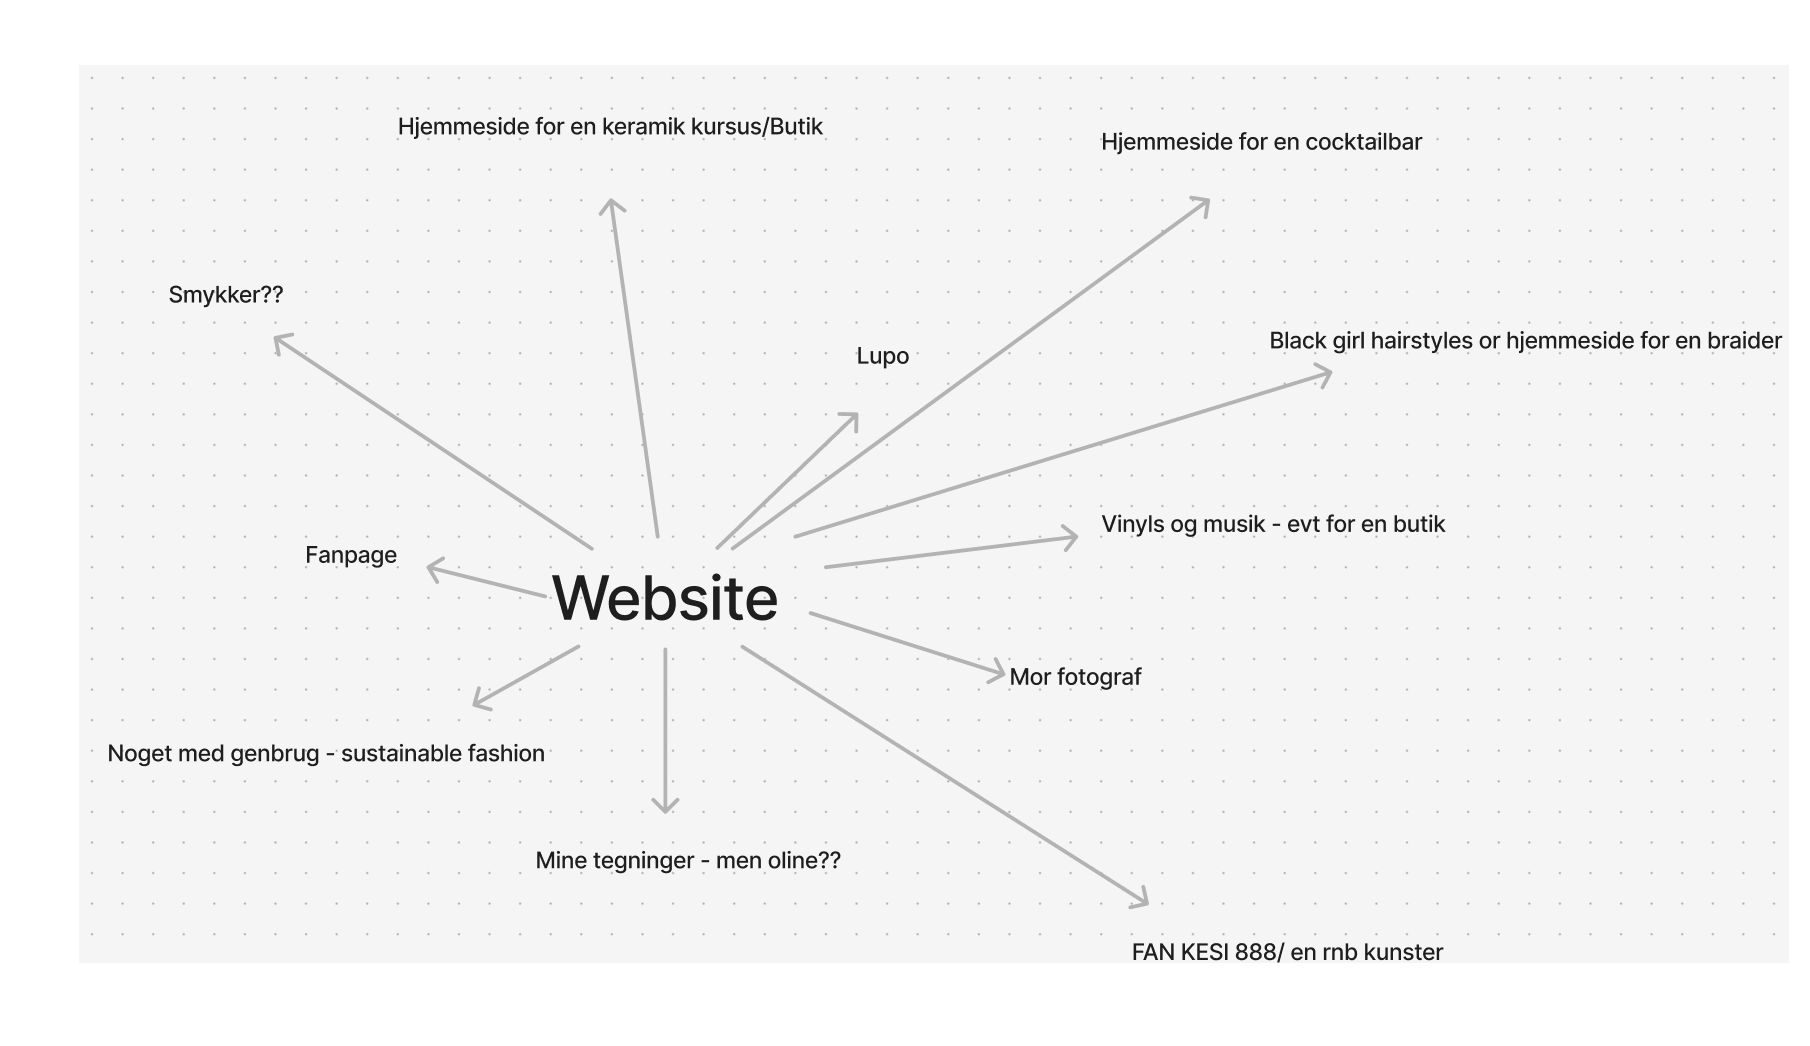 Hjemmeside for en keramik kursus/Butik
Hjemmeside for en cocktailbar
Smykker??
Black girl hairstyles or hjemmeside for en braider
Lupo
Vinyls og musik - evt for en butik
Fanpage
Website
Mor fotograf
Noget med genbrug - sustainable fashion
Mine tegninger - men oline??
FAN KESI 888/ en rnb kunster